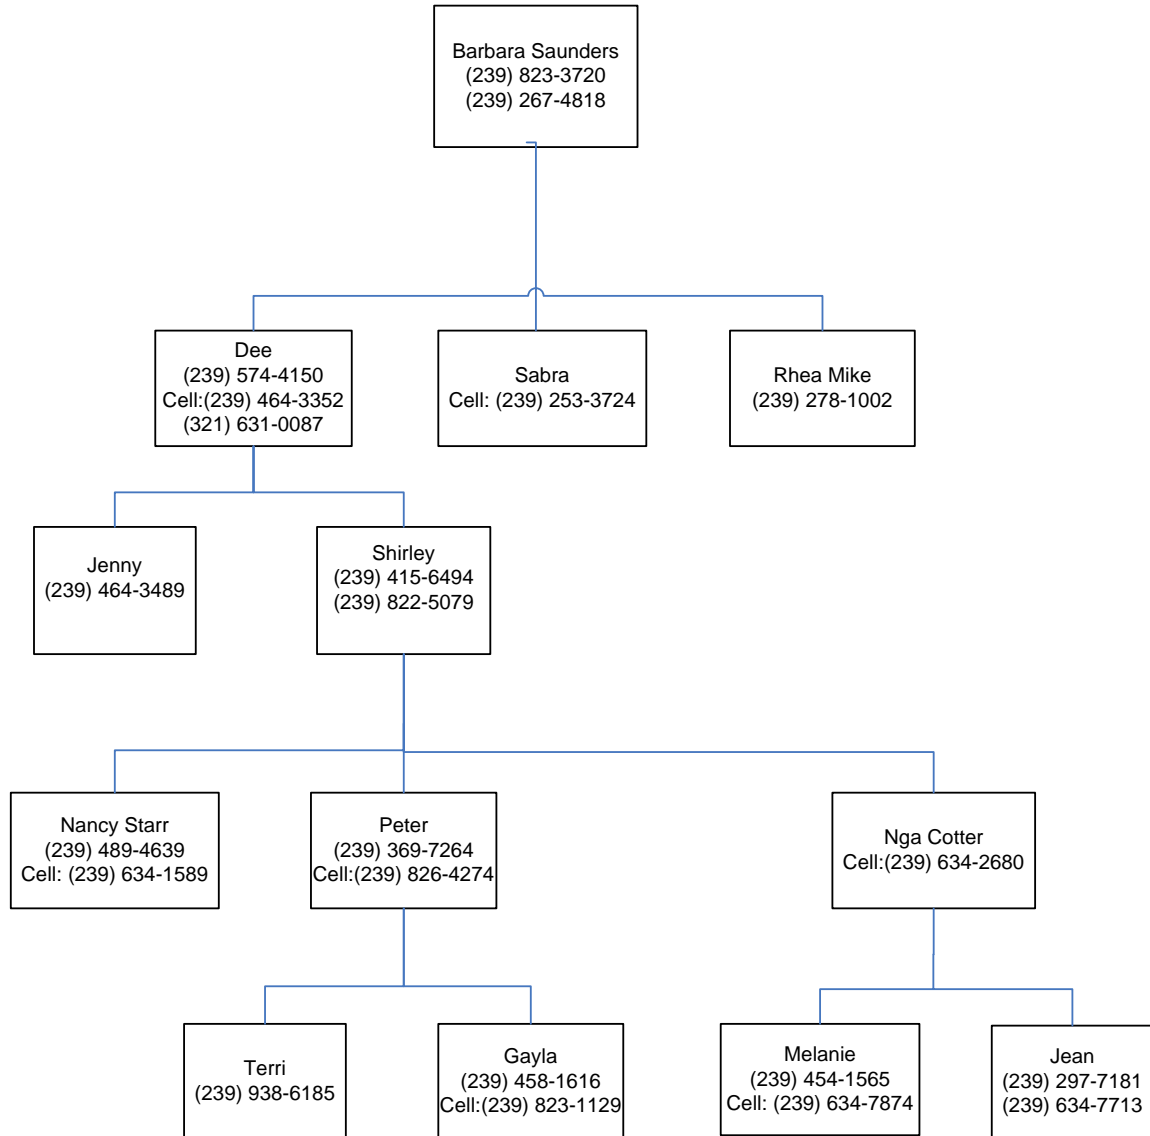 Barbara Saunders
(239) 823-3720
(239) 267-4818
Dee
(239) 574-4150
Cell:(239) 464-3352
(321) 631-0087
Sabra
Cell: (239) 253-3724
Rhea Mike
(239) 278-1002
Jenny
(239) 464-3489
Shirley
(239) 415-6494
(239) 822-5079
Nancy Starr
(239) 489-4639
Cell: (239) 634-1589
Peter
(239) 369-7264
Cell:(239) 826-4274
Nga Cotter
Cell:(239) 634-2680
Terri
(239) 938-6185
Gayla
(239) 458-1616
Cell:(239) 823-1129
Melanie
(239) 454-1565
Cell: (239) 634-7874
Jean
(239) 297-7181
(239) 634-7713